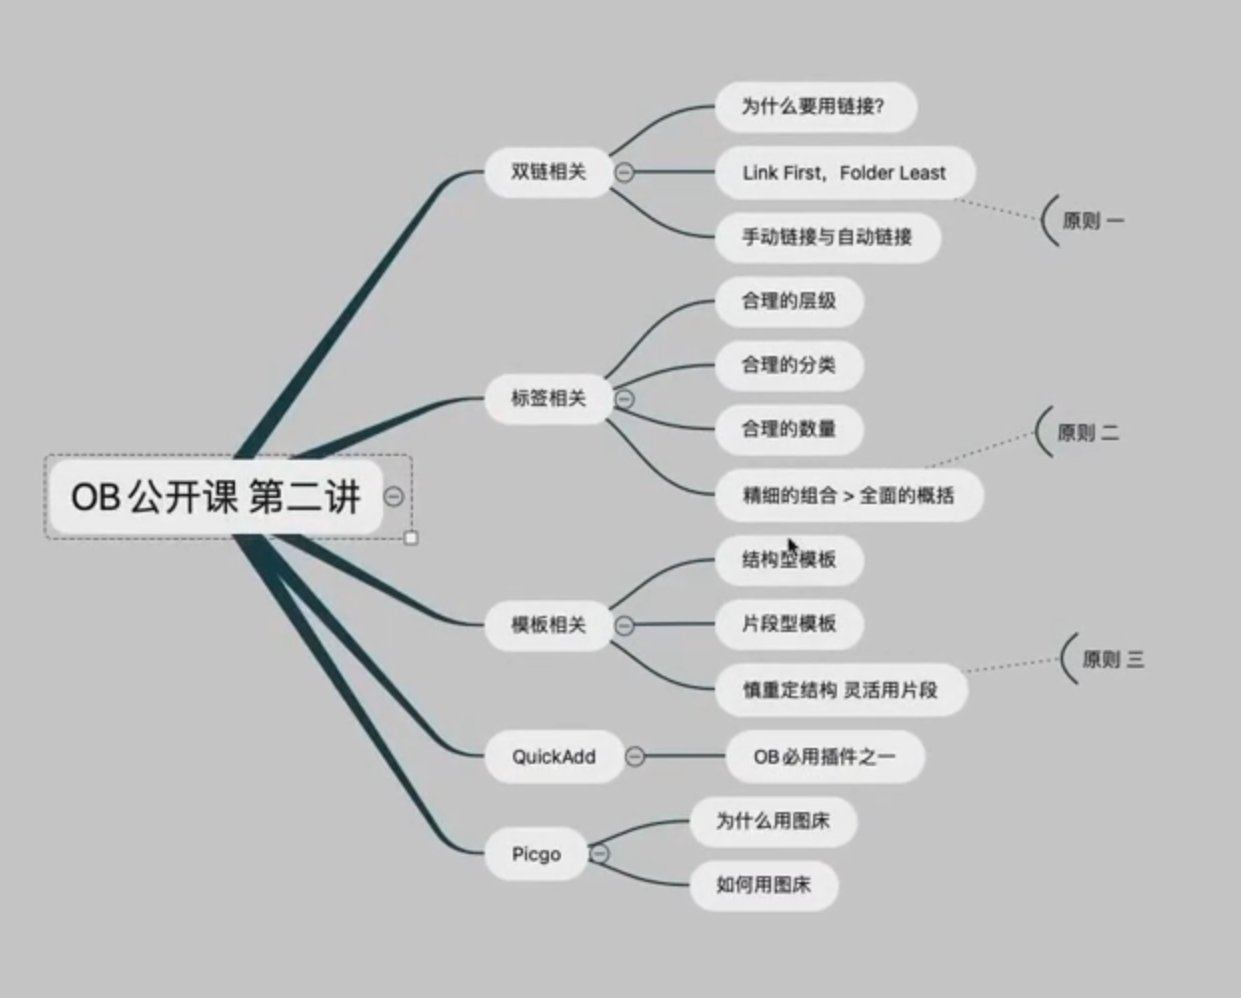 OB公开课 第二讲
双链相关
为什么要用链接?
Link First，Folder Least
原则 一
手动链接与自动链接
标签相关
合理的层级
合理的分类
合理的数量
精细的组合 > 全面的概括
原则 二
模板相关
结构型模板
片段型模板
慎重定结构 灵活用片段
原则 三
QuickAdd
OB必用插件之一
Picgo
为什么用图床
如何用图床